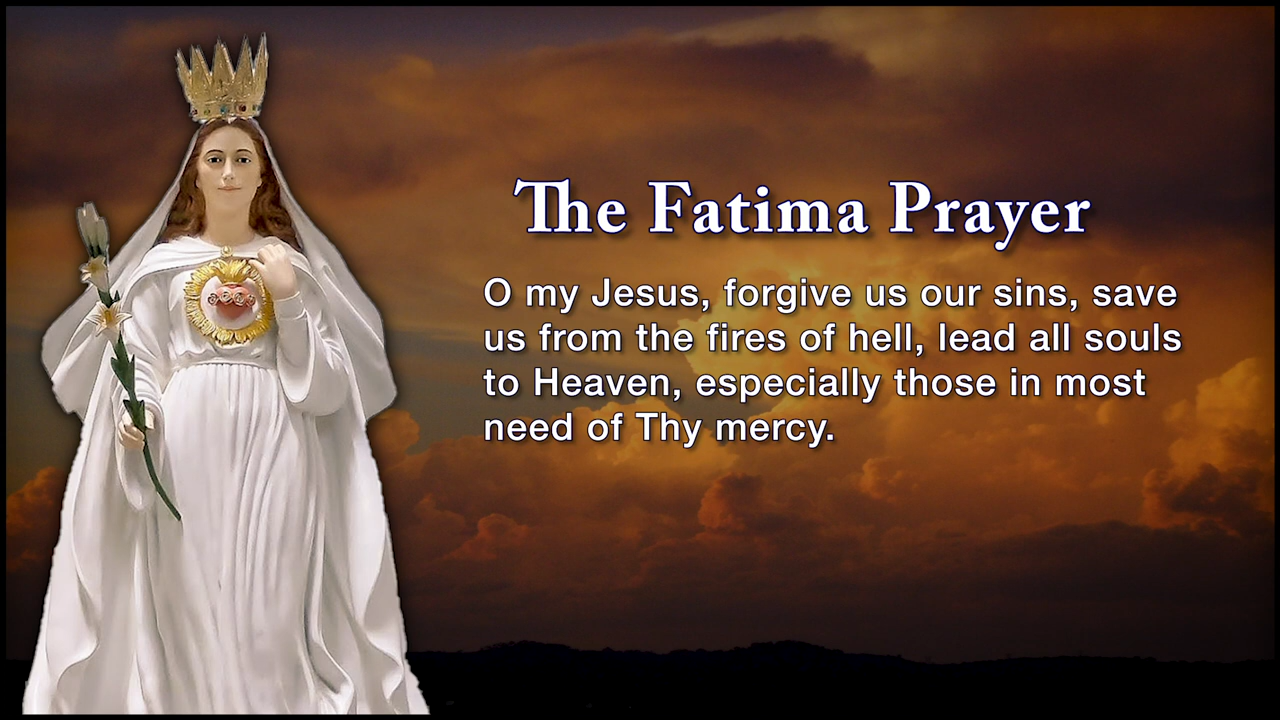 The Fatima Prayer
O my Jesus, forgive us our sins, save
us from the fires of hell, lead all souls
to Heaven, especially those in most
need of Thy mercy.